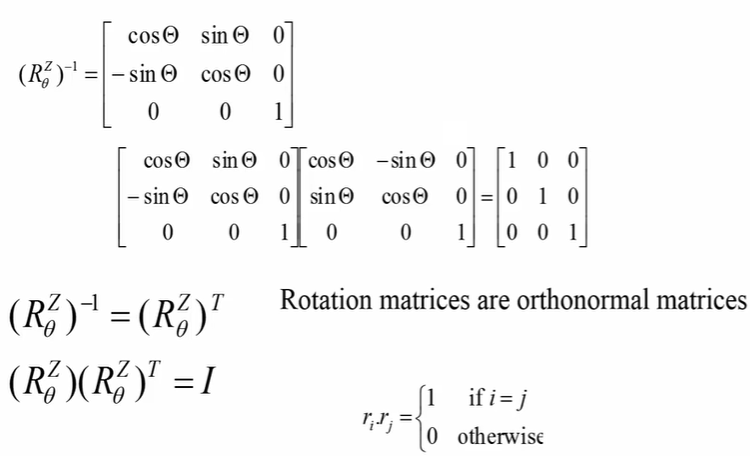 (R_θ^Z)^{-1} = [cosΘ sinΘ 0; −sinΘ cosΘ 0; 0 0 1]
[cosΘ sinΘ 0; −sinΘ cosΘ 0; 0 0 1] [cosΘ −sinΘ 0; sinΘ cosΘ 0; 0 0 1] = [1 0 0; 0 1 0; 0 0 1]
(R_θ^Z)^{-1} = (R_θ^Z)^T
Rotation matrices are orthonormal matrices
(R_θ^Z)(R_θ^Z)^T = I
r_i.r_j = {1 if i = j; 0 otherwise